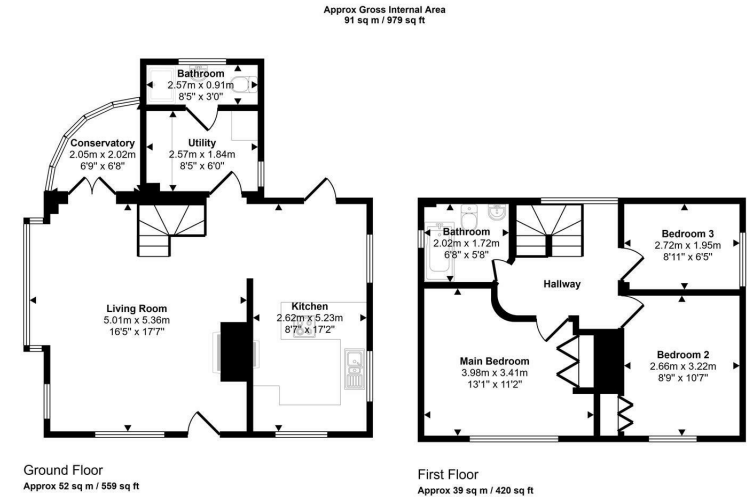 Approx Gross Internal Area
91 sq m / 979 sq ft
Bathroom
2.57m x 0.91m
8'5" x 3'0"
Conservatory
2.05m x 2.02m
6'9" x 6'8"
Utility
2.57m x 1.84m
8'5" x 6'0"
Living Room
5.01m x 5.36m
16'5" x 17'7"
Kitchen
2.62m x 5.23m
8'7" x 17'2"
Ground Floor
Approx 52 sq m / 559 sq ft
Bathroom
2.02m x 1.72m
6'8" x 5'8"
Bedroom 3
2.72m x 1.95m
8'11" x 6'5"
Hallway
Main Bedroom
3.98m x 3.41m
13'1" x 11'2"
Bedroom 2
2.66m x 3.22m
8'9" x 10'7"
First Floor
Approx 39 sq m / 420 sq ft